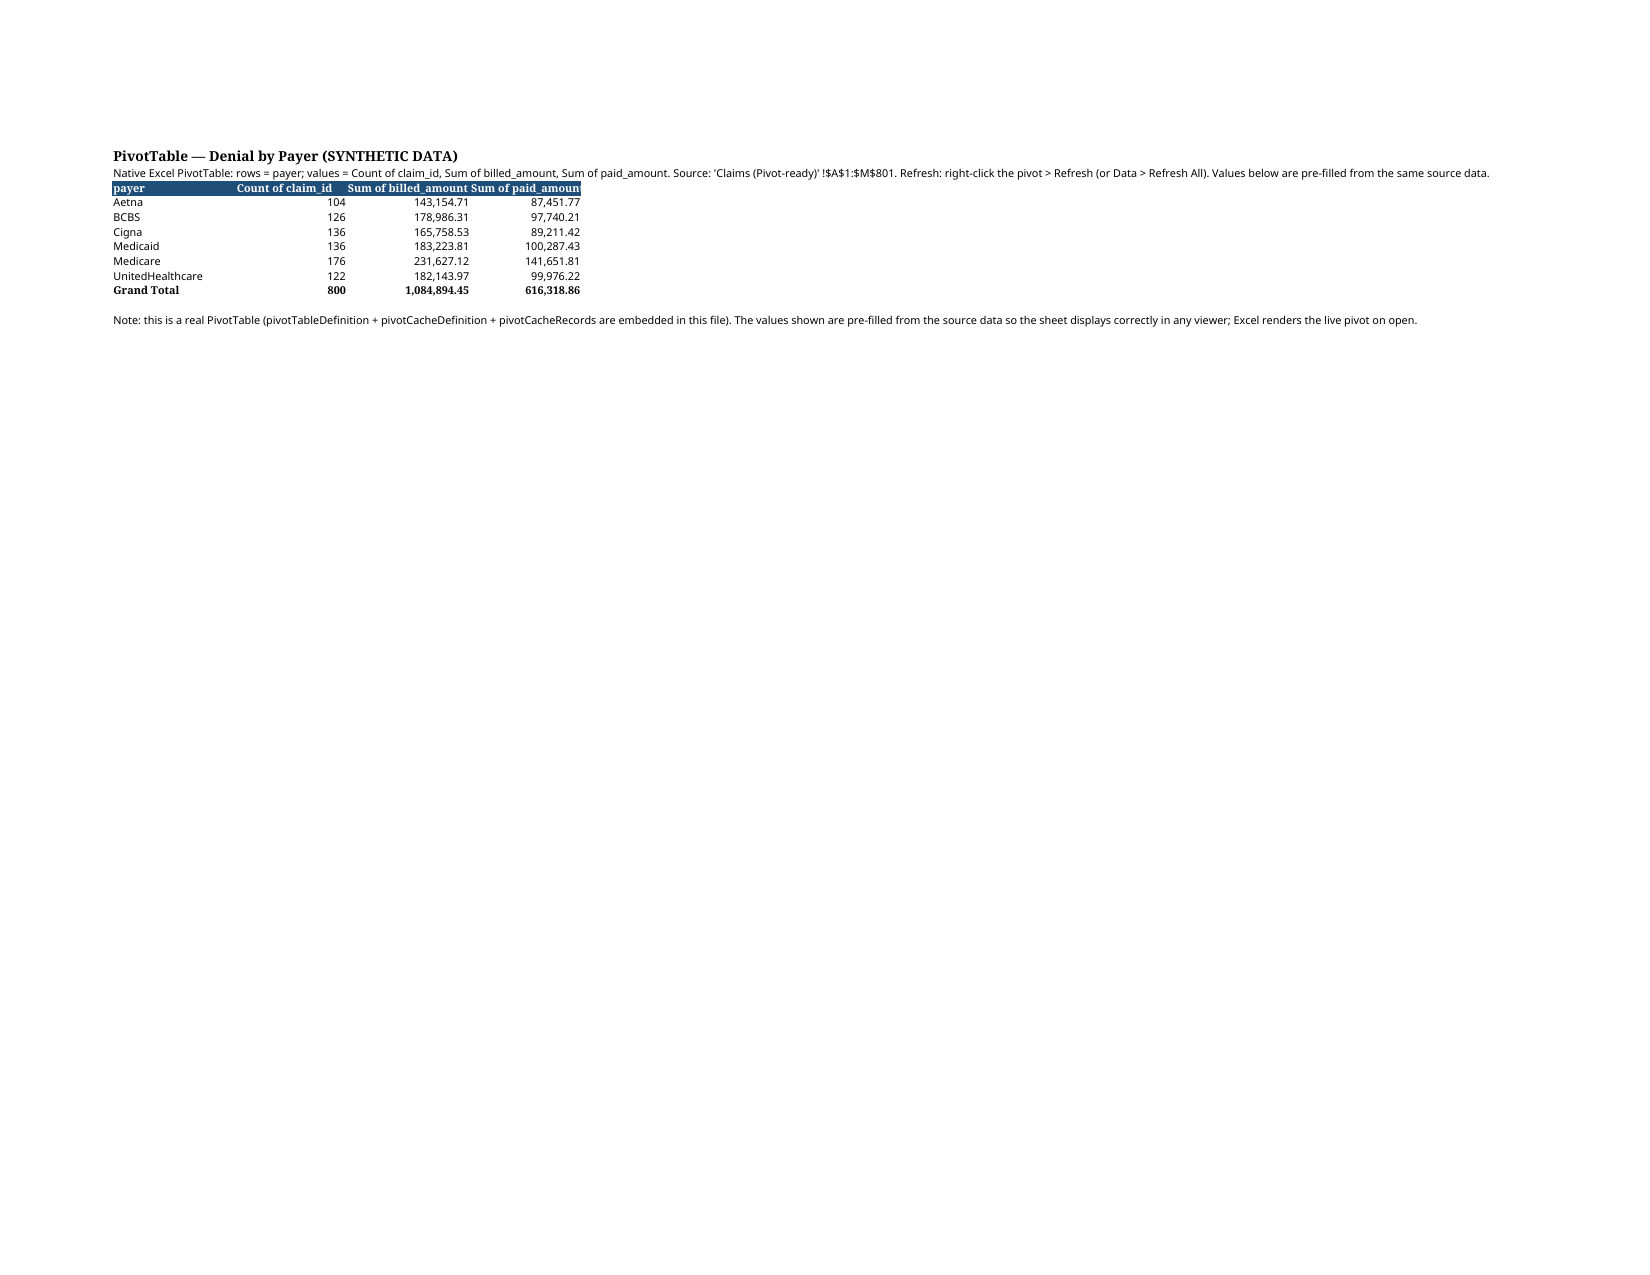 PivotTable — Denial by Payer (SYNTHETIC DATA)
Native Excel PivotTable: rows = payer; values = Count of claim_id, Sum of billed_amount, Sum of paid_amount. Source: 'Claims (Pivot-ready)' !$A$1:$M$801. Refresh: right-click the pivot > Refresh (or Data > Refresh All). Values below are pre-filled from the same source data.
payer Count of claim_id Sum of billed_amount Sum of paid_amount
Aetna 104 143,154.71 87,451.77
BCBS 126 178,986.31 97,740.21
Cigna 136 165,758.53 89,211.42
Medicaid 136 183,223.81 100,287.43
Medicare 176 231,627.12 141,651.81
UnitedHealthcare 122 182,143.97 99,976.22
Grand Total 800 1,084,894.45 616,318.86
Note: this is a real PivotTable (pivotTableDefinition + pivotCacheDefinition + pivotCacheRecords are embedded in this file). The values shown are pre-filled from the source data so the sheet displays correctly in any viewer; Excel renders the live pivot on open.